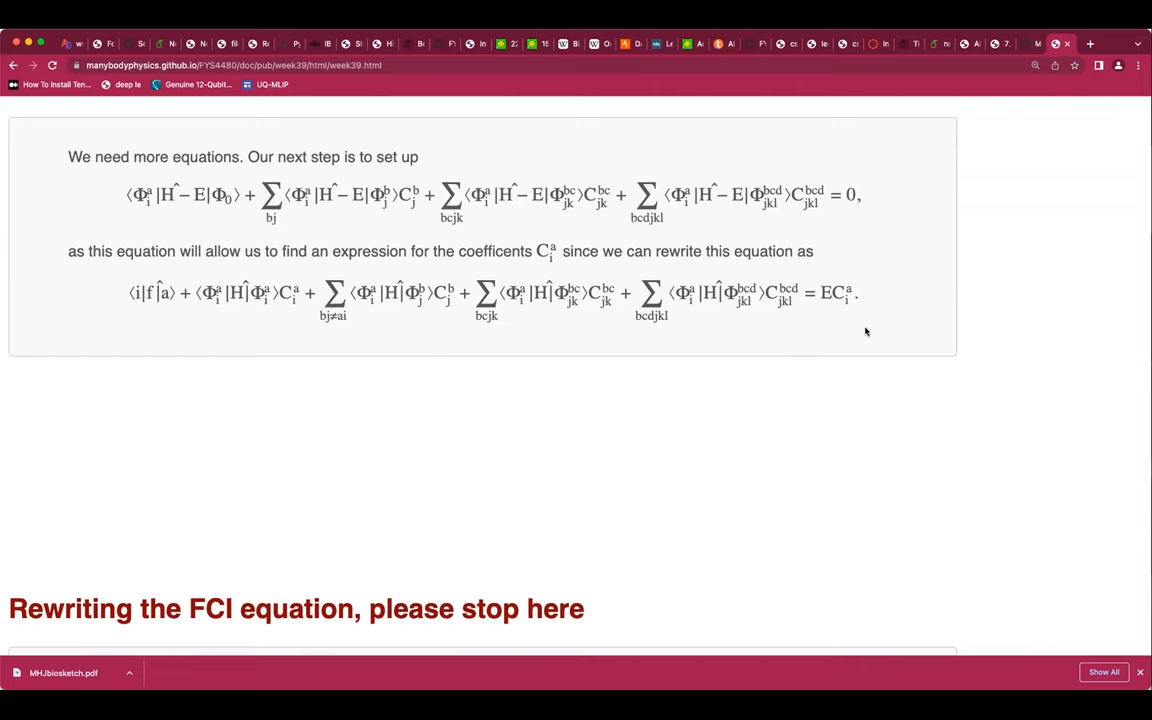 manybodyphysics.github.io/FYS4480/doc/pub/week39/html/week39.html
How To Install Ten... deep le Genuine 12-Qubit... UQ-MLIP
We need more equations. Our next step is to set up
⟨Φ_i^a|Ĥ − E|Φ_0⟩ + ∑_{bj} ⟨Φ_i^a|Ĥ − E|Φ_j^b⟩C_j^b + ∑_{bcjk} ⟨Φ_i^a|Ĥ − E|Φ_{jk}^{bc}⟩C_{jk}^{bc} + ∑_{bcdjkl} ⟨Φ_i^a|Ĥ − E|Φ_{jkl}^{bcd}⟩C_{jkl}^{bcd} = 0,
as this equation will allow us to find an expression for the coefficents C_i^a since we can rewrite this equation as
⟨i|f̂|a⟩ + ⟨Φ_i^a|Ĥ|Φ_i^a⟩C_i^a + ∑_{bj≠ai} ⟨Φ_i^a|Ĥ|Φ_j^b⟩C_j^b + ∑_{bcjk} ⟨Φ_i^a|Ĥ|Φ_{jk}^{bc}⟩C_{jk}^{bc} + ∑_{bcdjkl} ⟨Φ_i^a|Ĥ|Φ_{jkl}^{bcd}⟩C_{jkl}^{bcd} = EC_i^a.
Rewriting the FCI equation, please stop here
MHJbiosketch.pdf Show All